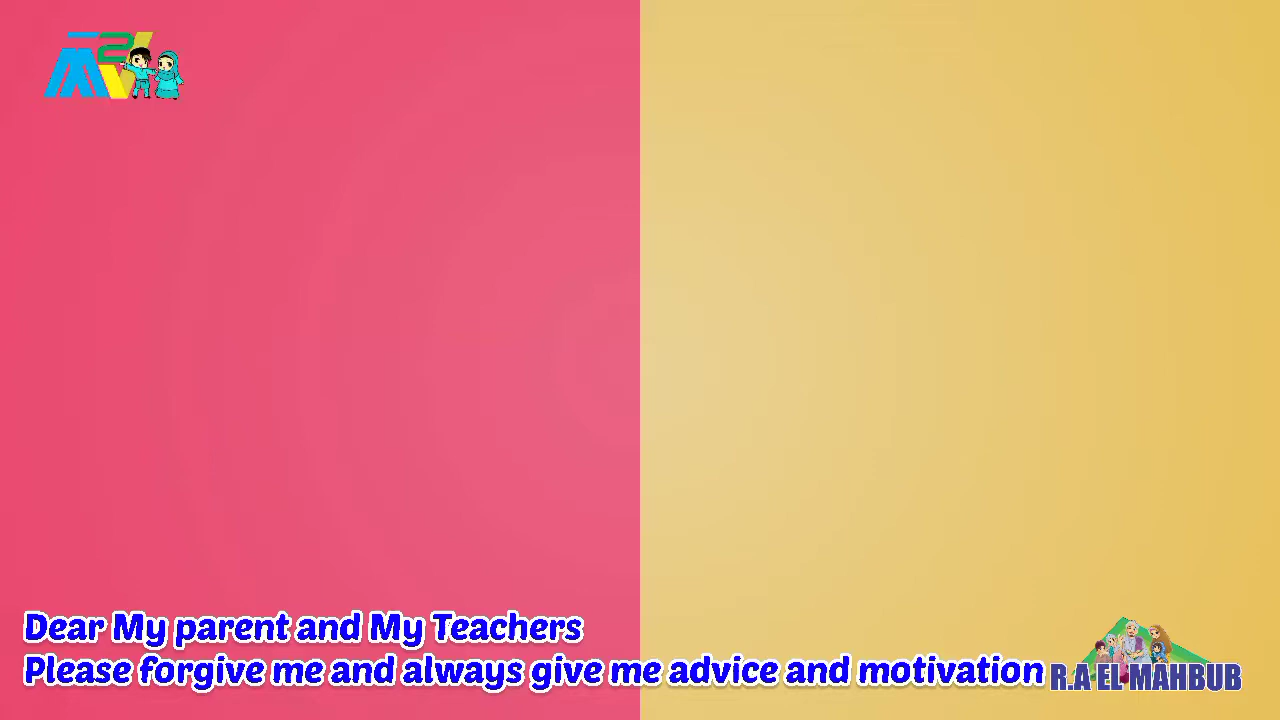 Dear My parent and My Teachers
Please forgive me and always give me advice and motivation
R.A EL MAHBUB